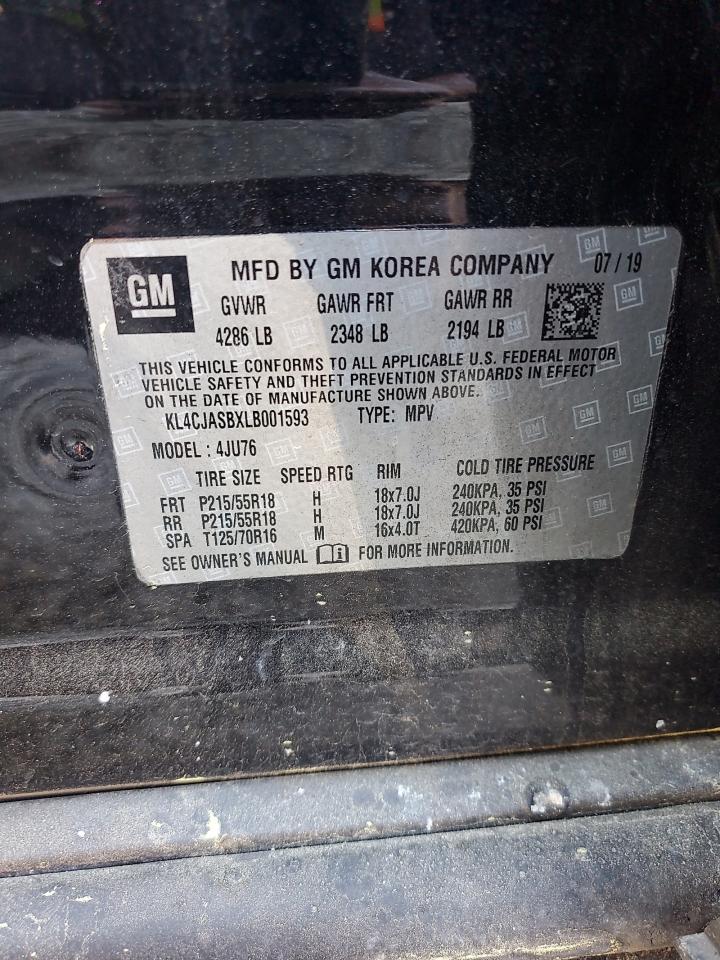 GM
MFD BY GM KOREA COMPANY 07 / 19
GVWR GAWR FRT GAWR RR
4286 LB 2348 LB 2194 LB
THIS VEHICLE CONFORMS TO ALL APPLICABLE U.S. FEDERAL MOTOR
VEHICLE SAFETY AND THEFT PREVENTION STANDARDS IN EFFECT
ON THE DATE OF MANUFACTURE SHOWN ABOVE.
KL4CJASBXLB001593 TYPE: MPV
MODEL : 4JU76
TIRE SIZE SPEED RTG RIM COLD TIRE PRESSURE
FRT P215/55R18 H 18x7.0J 240KPA, 35 PSI
RR P215/55R18 H 18x7.0J 240KPA, 35 PSI
SPA T125/70R16 M 16x4.0T 420KPA, 60 PSI
SEE OWNER'S MANUAL i FOR MORE INFORMATION.